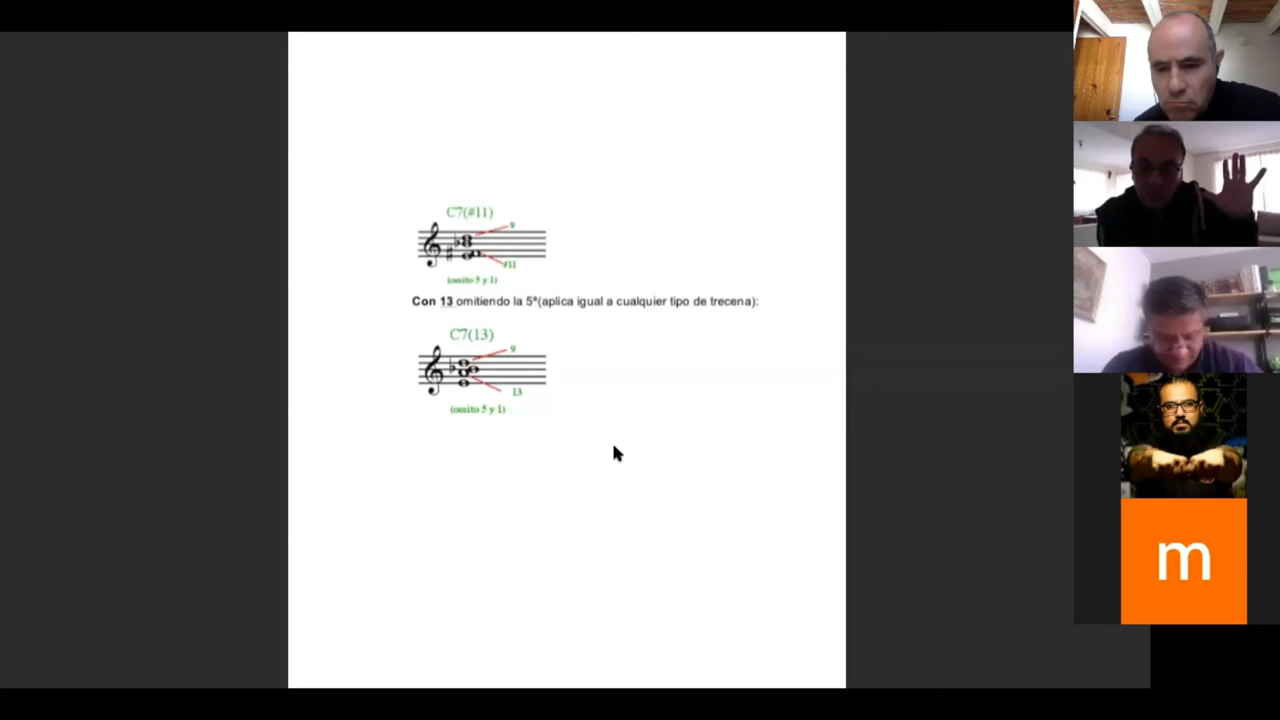 C7(#11)
9
#11
(omito 5 y 1)
Con 13 omitiendo la 5ª(aplica igual a cualquier tipo de trecena):
C7(13)
9
13
(omito 5 y 1)
m